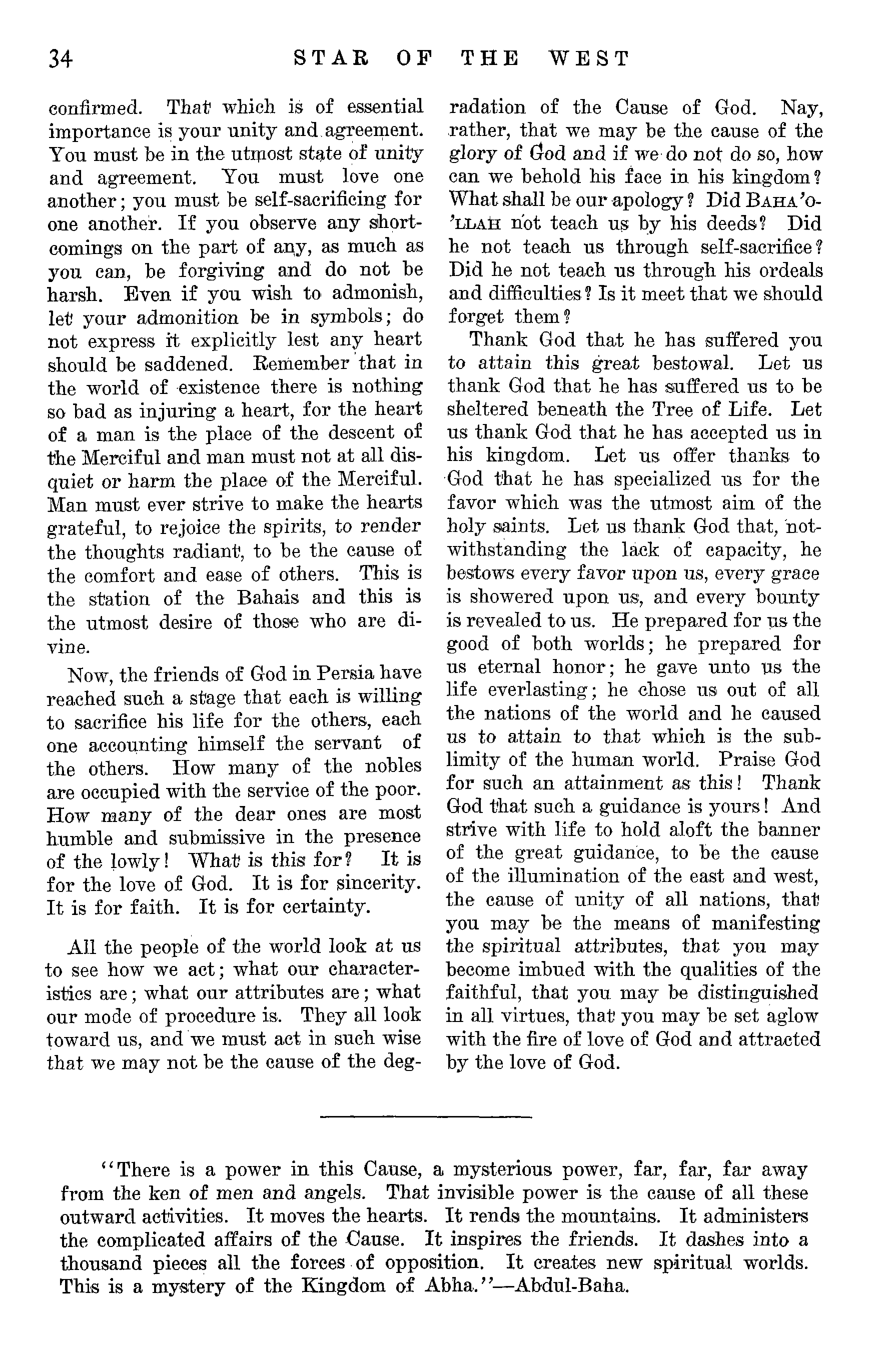 34 STAR OF THE WEST
confirmed. That which is of essential
importance is your unity and agreement.
You must be in the utmost state of unity
and agreement. You must love one
another; you must be self-sacrificing for
one another. If you observe any short-
comings on the part of any, as much as
you can, be forgiving and do not be
harsh. Even if you wish to admonish,
let your admonition be in symbols; do
not express it explicitly lest any heart
should be saddened. Remember that in
the world of existence there is nothing
so bad as injuring a heart, for the heart
of a man is the place of the descent of
the Merciful and man must not at all dis-
quiet or harm the place of the Merciful.
Man must ever strive to make the hearts
grateful, to rejoice the spirits, to render
the thoughts radiant, to be the cause of
the comfort and ease of others. This is
the station of the Bahais and this is
the utmost desire of those who are di-
vine.
Now, the friends of God in Persia have
reached such a stage that each is willing
to sacrifice his life for the others, each
one accounting himself the servant of
the others. How many of the nobles
are occupied with the service of the poor.
How many of the dear ones are most
humble and submissive in the presence
of the lowly! What is this for? It is
for the love of God. It is for sincerity.
It is for faith. It is for certainty.
All the people of the world look at us
to see how we act; what our character-
istics are; what our attributes are; what
our mode of procedure is. They all look
toward us, and we must act in such wise
that we may not be the cause of the deg-
radation of the Cause of God. Nay,
rather, that we may be the cause of the
glory of God and if we do not do so, how
can we behold his face in his kingdom?
What shall be our apology? Did BAHA'O-
'LLAH not teach us by his deeds? Did
he not teach us through self-sacrifice?
Did he not teach us through his ordeals
and difficulties? Is it meet that we should
forget them?
Thank God that he has suffered you
to attain this great bestowal. Let us
thank God that he has suffered us to be
sheltered beneath the Tree of Life. Let
us thank God that he has accepted us in
his kingdom. Let us offer thanks to
God that he has specialized us for the
favor which was the utmost aim of the
holy saints. Let us thank God that, not-
withstanding the lack of capacity, he
bestows every favor upon us, every grace
is showered upon us, and every bounty
is revealed to us. He prepared for us the
good of both worlds; he prepared for
us eternal honor; he gave unto us the
life everlasting; he chose us out of all
the nations of the world and he caused
us to attain to that which is the sub-
limity of the human world. Praise God
for such an attainment as this! Thank
God that such a guidance is yours! And
strive with life to hold aloft the banner
of the great guidance, to be the cause
of the illumination of the east and west,
the cause of unity of all nations, that
you may be the means of manifesting
the spiritual attributes, that you may
become imbued with the qualities of the
faithful, that you may be distinguished
in all virtues, that you may be set aglow
with the fire of love of God and attracted
by the love of God.
"There is a power in this Cause, a mysterious power, far, far, far away
from the ken of men and angels. That invisible power is the cause of all these
outward activities. It moves the hearts. It rends the mountains. It administers
the complicated affairs of the Cause. It inspires the friends. It dashes into a
thousand pieces all the forces of opposition. It creates new spiritual worlds.
This is a mystery of the Kingdom of Abha."—Abdul-Baha.